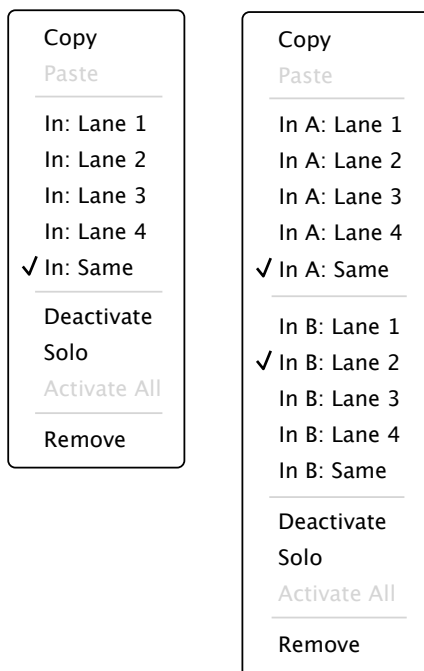 Copy
Paste
In: Lane 1
In: Lane 2
In: Lane 3
In: Lane 4
✓ In: Same
Deactivate
Solo
Activate All
Remove
Copy
Paste
In A: Lane 1
In A: Lane 2
In A: Lane 3
In A: Lane 4
✓ In A: Same
In B: Lane 1
✓ In B: Lane 2
In B: Lane 3
In B: Lane 4
In B: Same
Deactivate
Solo
Activate All
Remove